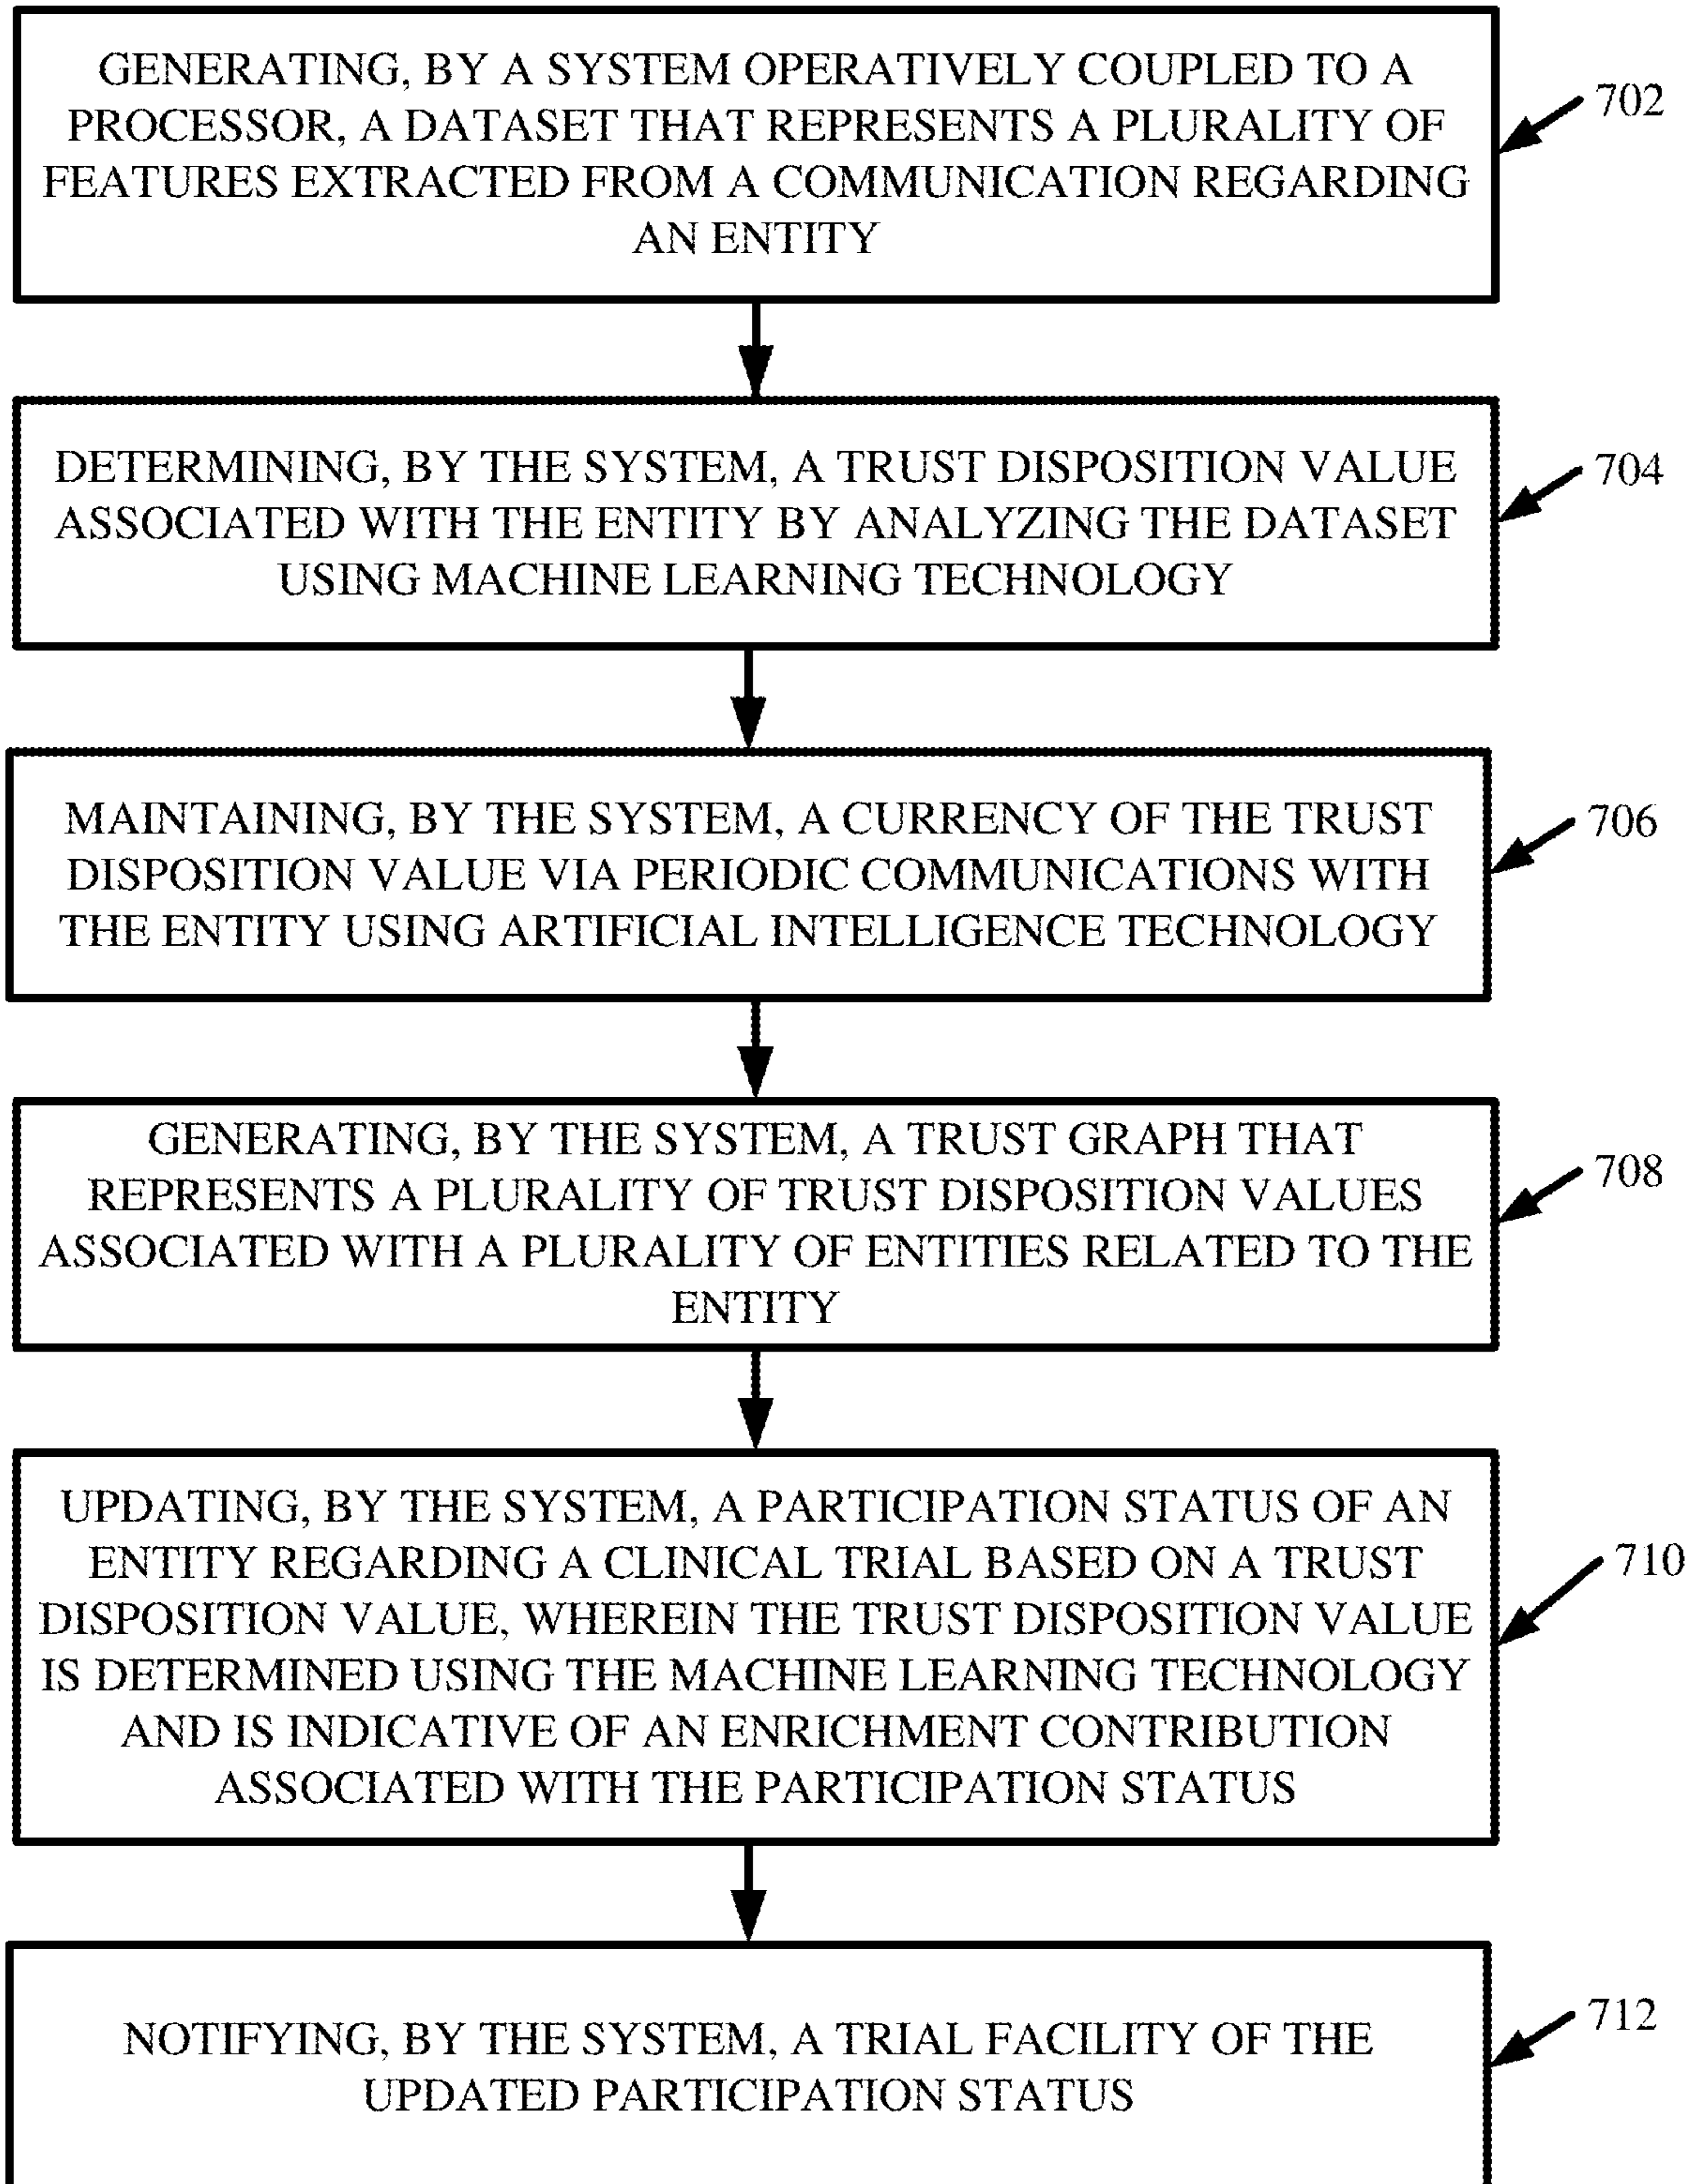 GENERATING, BY A SYSTEM OPERATIVELY COUPLED TO A
PROCESSOR, A DATASET THAT REPRESENTS A PLURALITY OF
FEATURES EXTRACTED FROM A COMMUNICATION REGARDING
AN ENTITY
702
DETERMINING, BY THE SYSTEM, A TRUST DISPOSITION VALUE
ASSOCIATED WITH THE ENTITY BY ANALYZING THE DATASET
USING MACHINE LEARNING TECHNOLOGY
704
MAINTAINING, BY THE SYSTEM, A CURRENCY OF THE TRUST
DISPOSITION VALUE VIA PERIODIC COMMUNICATIONS WITH
THE ENTITY USING ARTIFICIAL INTELLIGENCE TECHNOLOGY
706
GENERATING, BY THE SYSTEM, A TRUST GRAPH THAT
REPRESENTS A PLURALITY OF TRUST DISPOSITION VALUES
ASSOCIATED WITH A PLURALITY OF ENTITIES RELATED TO THE
ENTITY
708
UPDATING, BY THE SYSTEM, A PARTICIPATION STATUS OF AN
ENTITY REGARDING A CLINICAL TRIAL BASED ON A TRUST
DISPOSITION VALUE, WHEREIN THE TRUST DISPOSITION VALUE
IS DETERMINED USING THE MACHINE LEARNING TECHNOLOGY
AND IS INDICATIVE OF AN ENRICHMENT CONTRIBUTION
ASSOCIATED WITH THE PARTICIPATION STATUS
710
NOTIFYING, BY THE SYSTEM, A TRIAL FACILITY OF THE
UPDATED PARTICIPATION STATUS
712